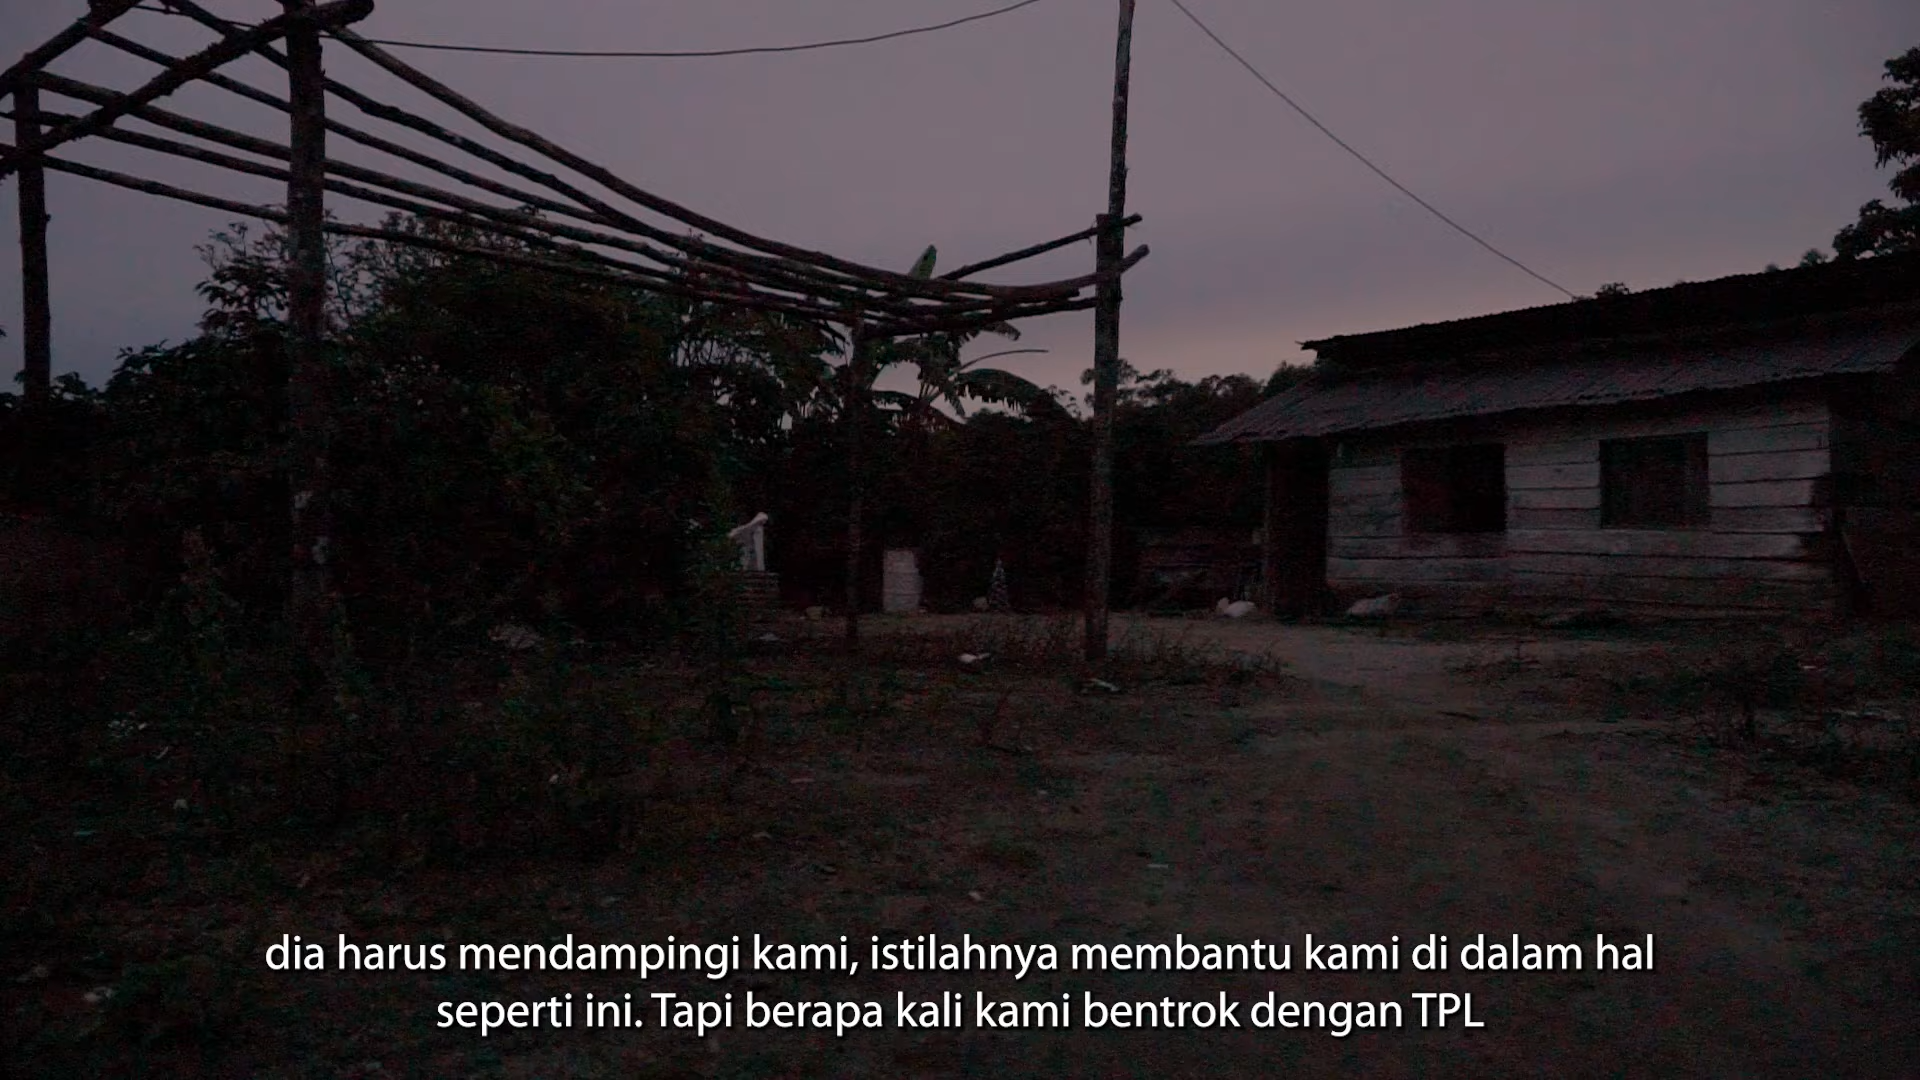 dia harus mendampingi kami, istilahnya membantu kami di dalam hal
seperti ini. Tapi berapa kali kami bentrok dengan TPL